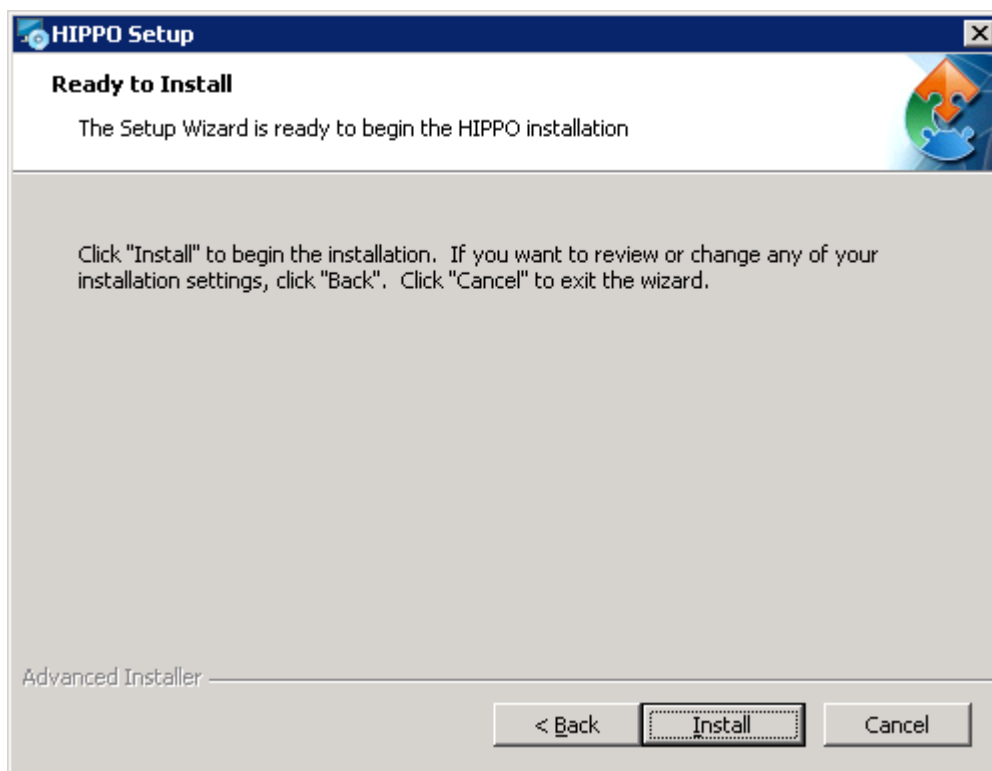 HIPPO Setup
Ready to Install
The Setup Wizard is ready to begin the HIPPO installation
Click "Install" to begin the installation.  If you want to review or change any of your
installation settings, click "Back".  Click "Cancel" to exit the wizard.
Advanced Installer
< Back
Install
Cancel